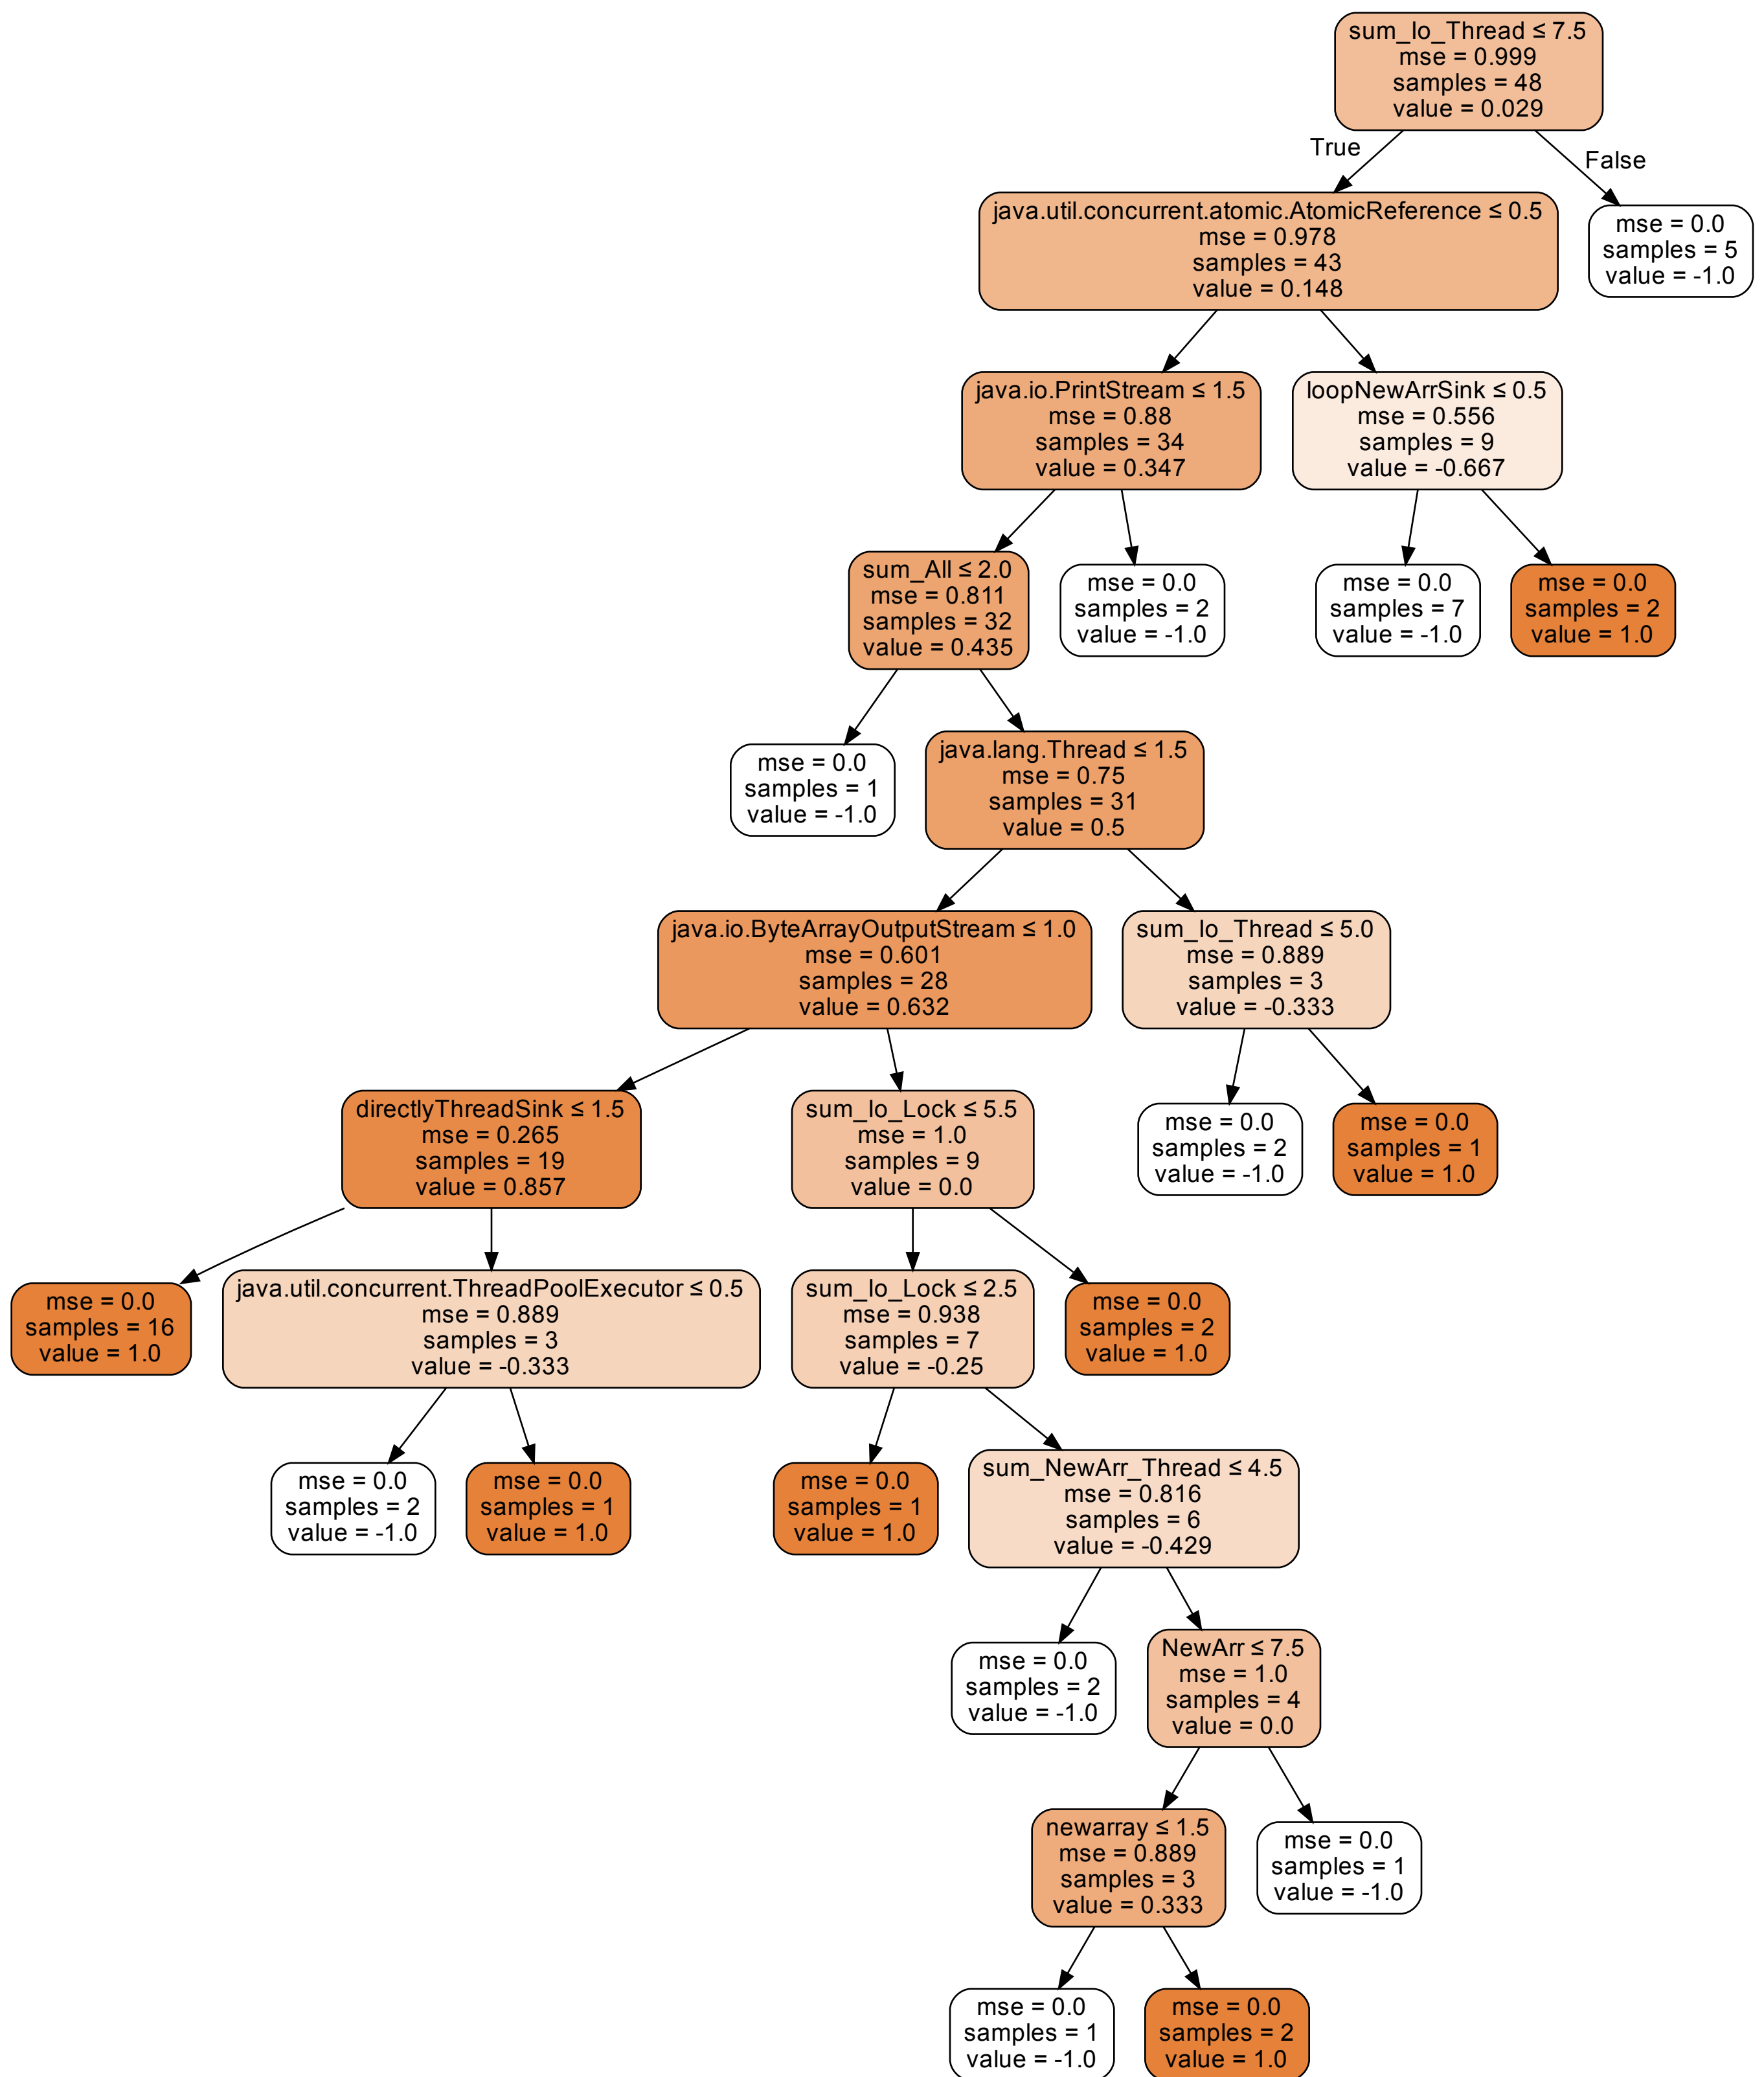 sum_Io_Thread ≤ 7.5
mse = 0.999
samples = 48
value = 0.029
True
False
java.util.concurrent.atomic.AtomicReference ≤ 0.5
mse = 0.978
samples = 43
value = 0.148
mse = 0.0
samples = 5
value = -1.0
java.io.PrintStream ≤ 1.5
mse = 0.88
samples = 34
value = 0.347
loopNewArrSink ≤ 0.5
mse = 0.556
samples = 9
value = -0.667
sum_All ≤ 2.0
mse = 0.811
samples = 32
value = 0.435
mse = 0.0
samples = 2
value = -1.0
mse = 0.0
samples = 7
value = -1.0
mse = 0.0
samples = 2
value = 1.0
mse = 0.0
samples = 1
value = -1.0
java.lang.Thread ≤ 1.5
mse = 0.75
samples = 31
value = 0.5
java.io.ByteArrayOutputStream ≤ 1.0
mse = 0.601
samples = 28
value = 0.632
sum_Io_Thread ≤ 5.0
mse = 0.889
samples = 3
value = -0.333
directlyThreadSink ≤ 1.5
mse = 0.265
samples = 19
value = 0.857
sum_Io_Lock ≤ 5.5
mse = 1.0
samples = 9
value = 0.0
mse = 0.0
samples = 2
value = -1.0
mse = 0.0
samples = 1
value = 1.0
mse = 0.0
samples = 16
value = 1.0
java.util.concurrent.ThreadPoolExecutor ≤ 0.5
mse = 0.889
samples = 3
value = -0.333
sum_Io_Lock ≤ 2.5
mse = 0.938
samples = 7
value = -0.25
mse = 0.0
samples = 2
value = 1.0
mse = 0.0
samples = 2
value = -1.0
mse = 0.0
samples = 1
value = 1.0
mse = 0.0
samples = 1
value = 1.0
sum_NewArr_Thread ≤ 4.5
mse = 0.816
samples = 6
value = -0.429
mse = 0.0
samples = 2
value = -1.0
NewArr ≤ 7.5
mse = 1.0
samples = 4
value = 0.0
newarray ≤ 1.5
mse = 0.889
samples = 3
value = 0.333
mse = 0.0
samples = 1
value = -1.0
mse = 0.0
samples = 1
value = -1.0
mse = 0.0
samples = 2
value = 1.0